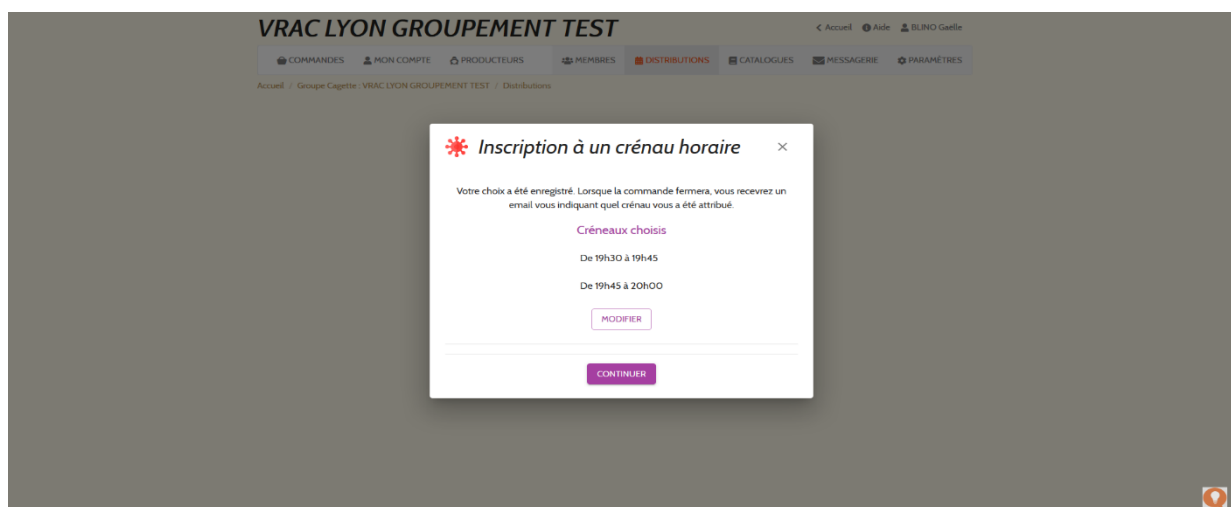 VRAC LYON GROUPEMENT TEST
Accueil Aide BLINO Gaëlle
COMMANDES MON COMPTE PRODUCTEURS MEMBRES DISTRIBUTIONS CATALOGUES MESSAGERIE PARAMÈTRES
Accueil / Groupe Cagette : VRAC LYON GROUPEMENT TEST / Distributions
Inscription à un crénau horaire
Votre choix a été enregistré. Lorsque la commande fermera, vous recevrez un
email vous indiquant quel crénau vous a été attribué.
Créneaux choisis
De 19h30 à 19h45
De 19h45 à 20h00
MODIFIER
CONTINUER